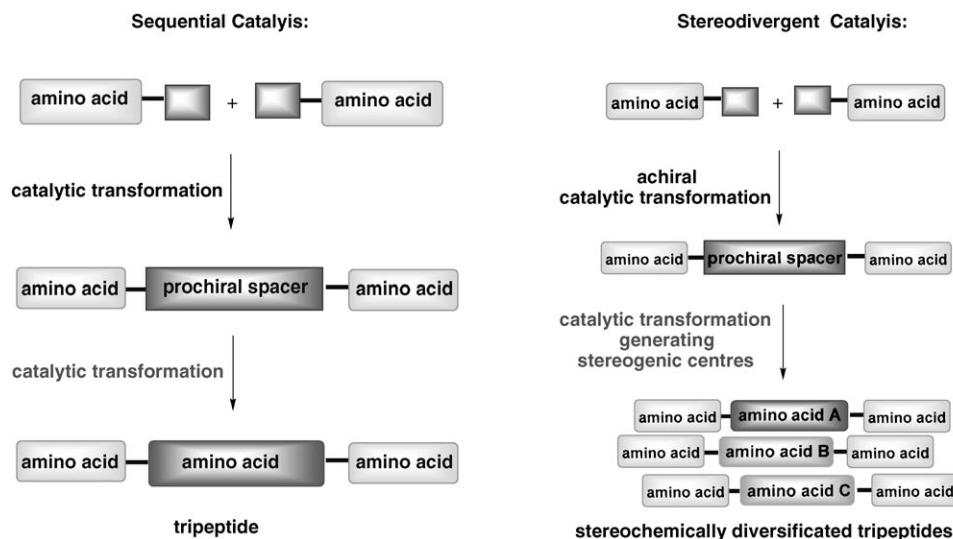 Sequential Catalyis:
amino acid + amino acid
catalytic transformation
amino acid prochiral spacer amino acid
catalytic transformation
amino acid amino acid amino acid
tripeptide
Stereodivergent Catalyis:
amino acid + amino acid
achiral
catalytic transformation
amino acid prochiral spacer amino acid
catalytic transformation
generating
stereogenic centres
amino acid amino acid A amino acid
amino acid amino acid B amino acid
amino acid amino acid C amino acid
stereochemically diversificated tripeptides